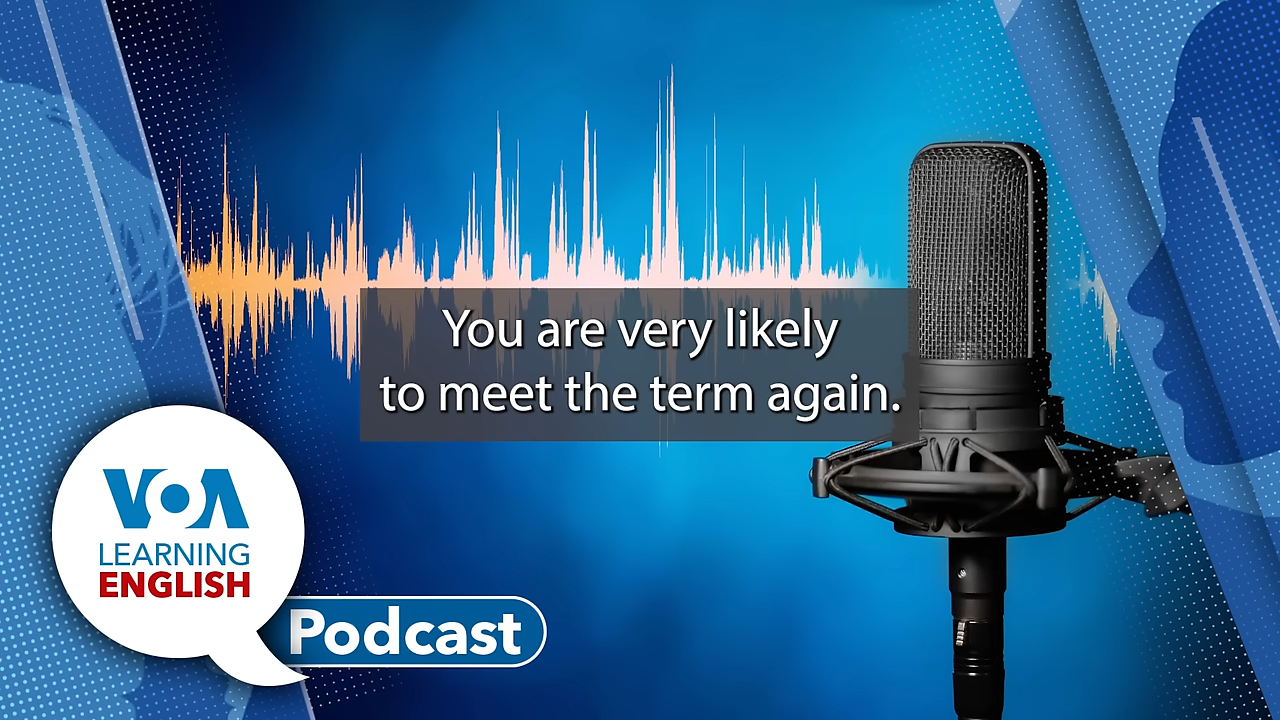 You are very likely
to meet the term again.
VOA
LEARNING
ENGLISH
Podcast